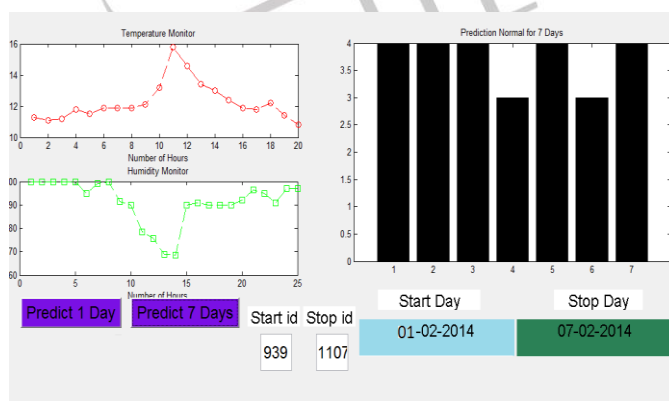 Temperature Monitor
16
14
12
10
0 2 4 6 8 10 12 14 16 18 20
Number of Hours
Humidity Monitor
00
90
80
70
60
0 5 10 15 20 25
Number of Hours
Prediction Normal for 7 Days
4
3.5
3
2.5
2
1.5
1
0.5
0
1 2 3 4 5 6 7
Predict 1 Day
Predict 7 Days
Start id Stop id
939 1107
Start Day Stop Day
01-02-2014 07-02-2014